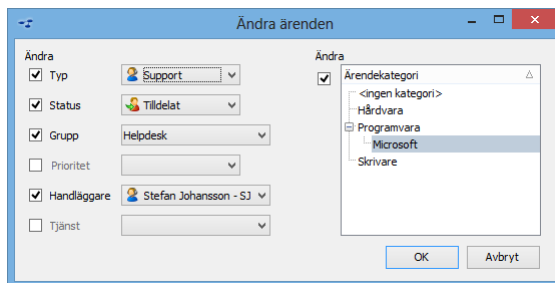 Ändra ärenden
Ändra
Typ
Support
Status
Tilldelat
Grupp
Helpdesk
Prioritet
Handläggare
Stefan Johansson - SJ
Tjänst
Ändra
Ärendekategori
<ingen kategori>
Hårdvara
Programvara
Microsoft
Skrivare
OK
Avbryt